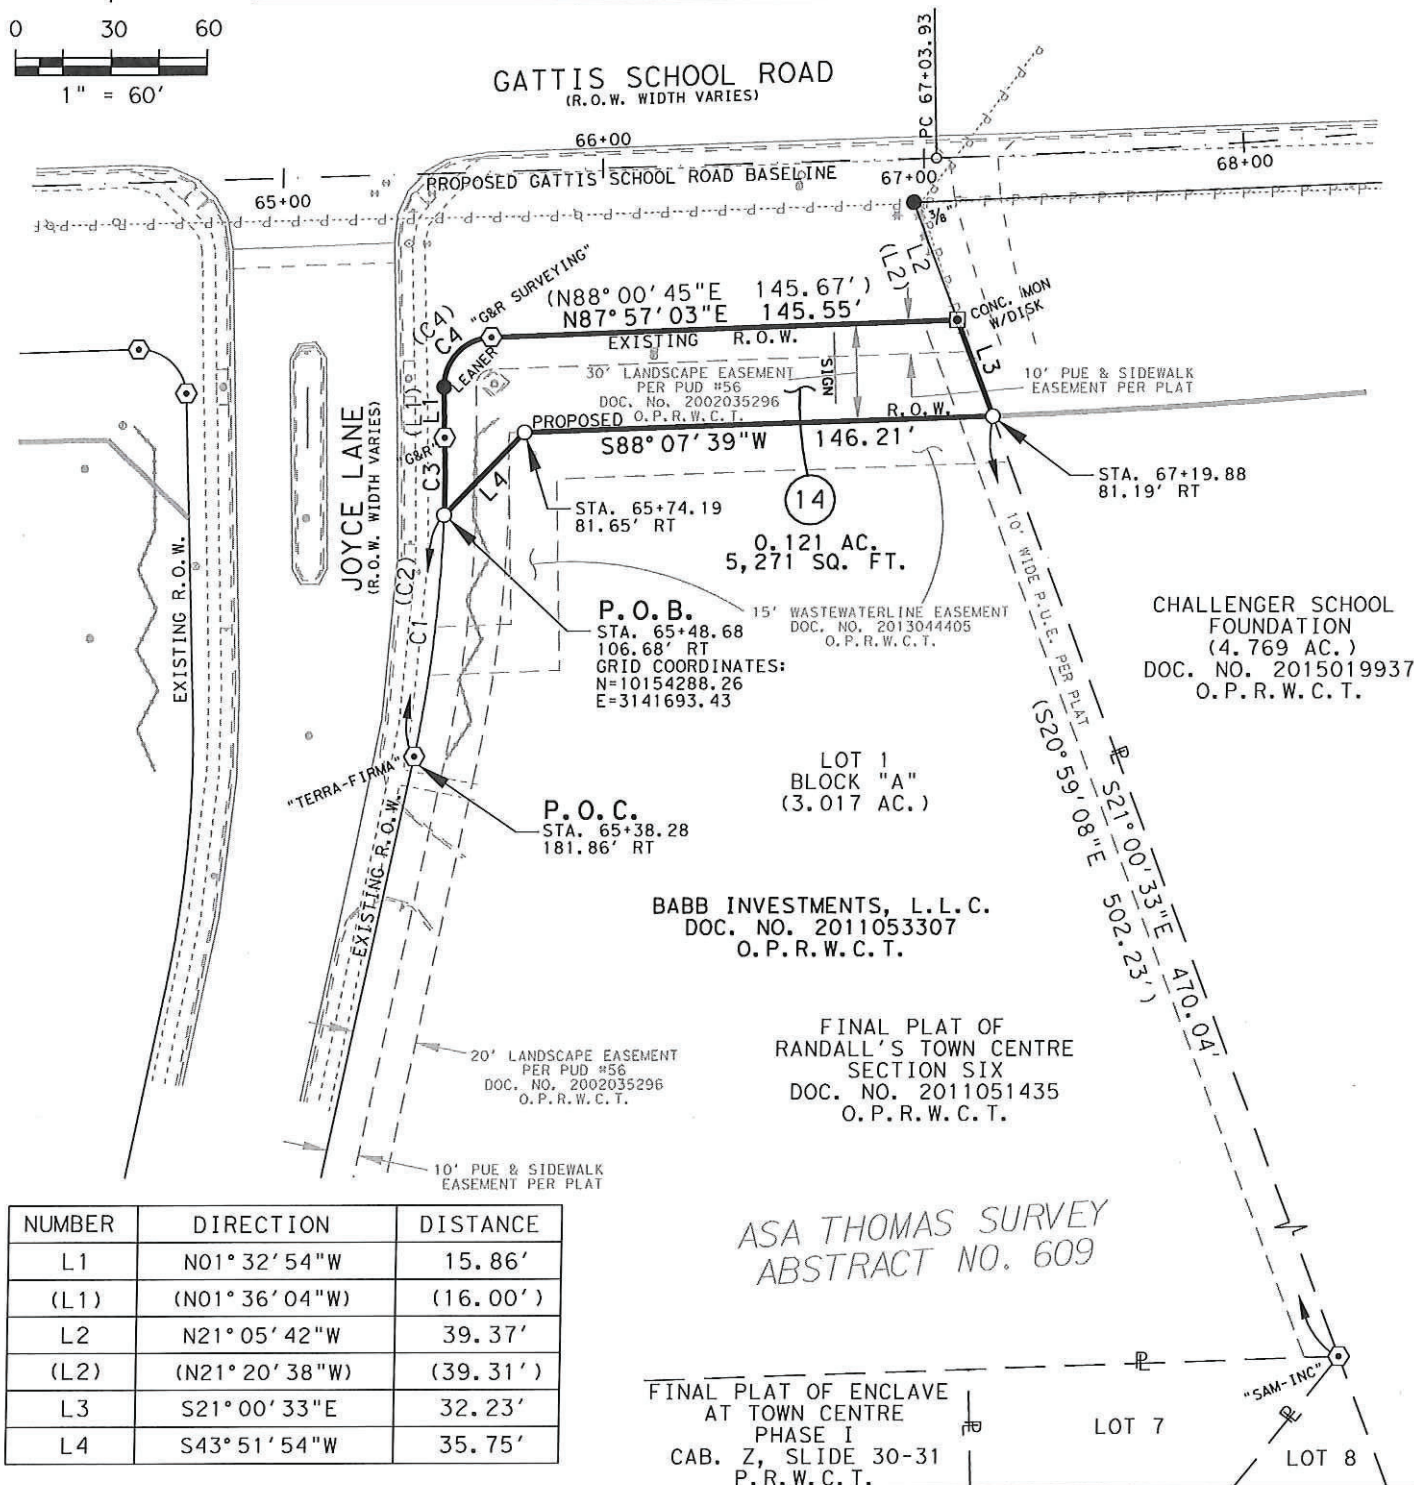 0 30 60
1" = 60'
GATTIS SCHOOL ROAD
(R.O.W. WIDTH VARIES)
PC 67+03.93
66+00
65+00
PROPOSED GATTIS SCHOOL ROAD BASELINE
67+00
68+00
3/8"
L2
(L2)
"G&R SURVEYING"
(C4)
C4
LEANER
(N88°00'45"E 145.67')
N87°57'03"E 145.55'
EXISTING R.O.W.
CONC. MON
W/DISK
L3
SIGN
30' LANDSCAPE EASEMENT
PER PUD #56
DOC. No. 2002035296
O.P.R.W.C.T.
10' PUE & SIDEWALK
EASEMENT PER PLAT
PROPOSED R.O.W.
S88°07'39"W 146.21'
JOYCE LANE
(R.O.W. WIDTH VARIES)
(L1)
L1
"G&R"
C3
L4
(C2)
C1
EXISTING R.O.W.
STA. 65+74.19
81.65' RT
14
0.121 AC.
5,271 SQ. FT.
STA. 67+19.88
81.19' RT
P.O.B.
STA. 65+48.68
106.68' RT
GRID COORDINATES:
N=10154288.26
E=3141693.43
15' WASTEWATERLINE EASEMENT
DOC. NO. 2013044405
O.P.R.W.C.T.
10' WIDE P.U.E. PER PLAT
CHALLENGER SCHOOL
FOUNDATION
(4.769 AC.)
DOC. NO. 2015019937
O.P.R.W.C.T.
"TERRA-FIRMA"
P.O.C.
STA. 65+38.28
181.86' RT
EXISTING R.O.W.
LOT 1
BLOCK "A"
(3.017 AC.)
PL
S21°00'33"E 470.04'
(S20°59'08"E 502.23')
BABB INVESTMENTS, L.L.C.
DOC. NO. 2011053307
O.P.R.W.C.T.
FINAL PLAT OF
RANDALL'S TOWN CENTRE
SECTION SIX
DOC. NO. 2011051435
O.P.R.W.C.T.
20' LANDSCAPE EASEMENT
PER PUD #56
DOC. NO. 2002035296
O.P.R.W.C.T.
10' PUE & SIDEWALK
EASEMENT PER PLAT
NUMBER DIRECTION DISTANCE
L1 N01°32'54"W 15.86'
(L1) (N01°36'04"W) (16.00')
L2 N21°05'42"W 39.37'
(L2) (N21°20'38"W) (39.31')
L3 S21°00'33"E 32.23'
L4 S43°51'54"W 35.75'
ASA THOMAS SURVEY
ABSTRACT NO. 609
PL
"SAM-INC"
FINAL PLAT OF ENCLAVE
AT TOWN CENTRE
PHASE I
CAB. Z, SLIDE 30-31
P.R.W.C.T.
PL
LOT 7
PL
LOT 8